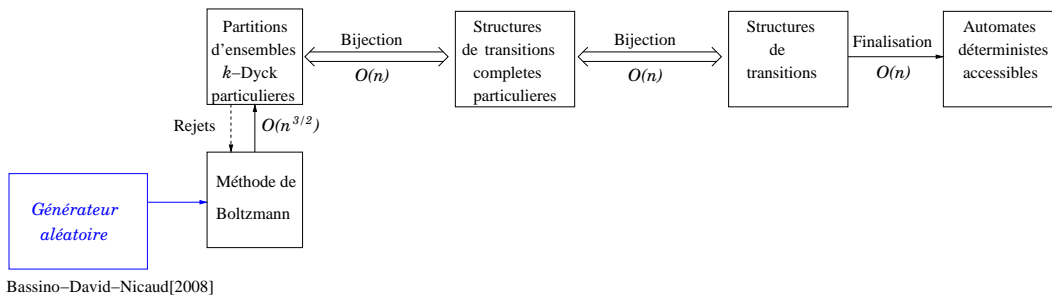 Partitions
d'ensembles
k–Dyck
particulieres
Bijection
O(n)
Structures
de transitions
completes
particulieres
Bijection
O(n)
Structures
de
transitions
Finalisation
O(n)
Automates
déterministes
accessibles
Rejets
O(n^{3/2})
Méthode de
Boltzmann
Générateur
aléatoire
Bassino–David–Nicaud[2008]